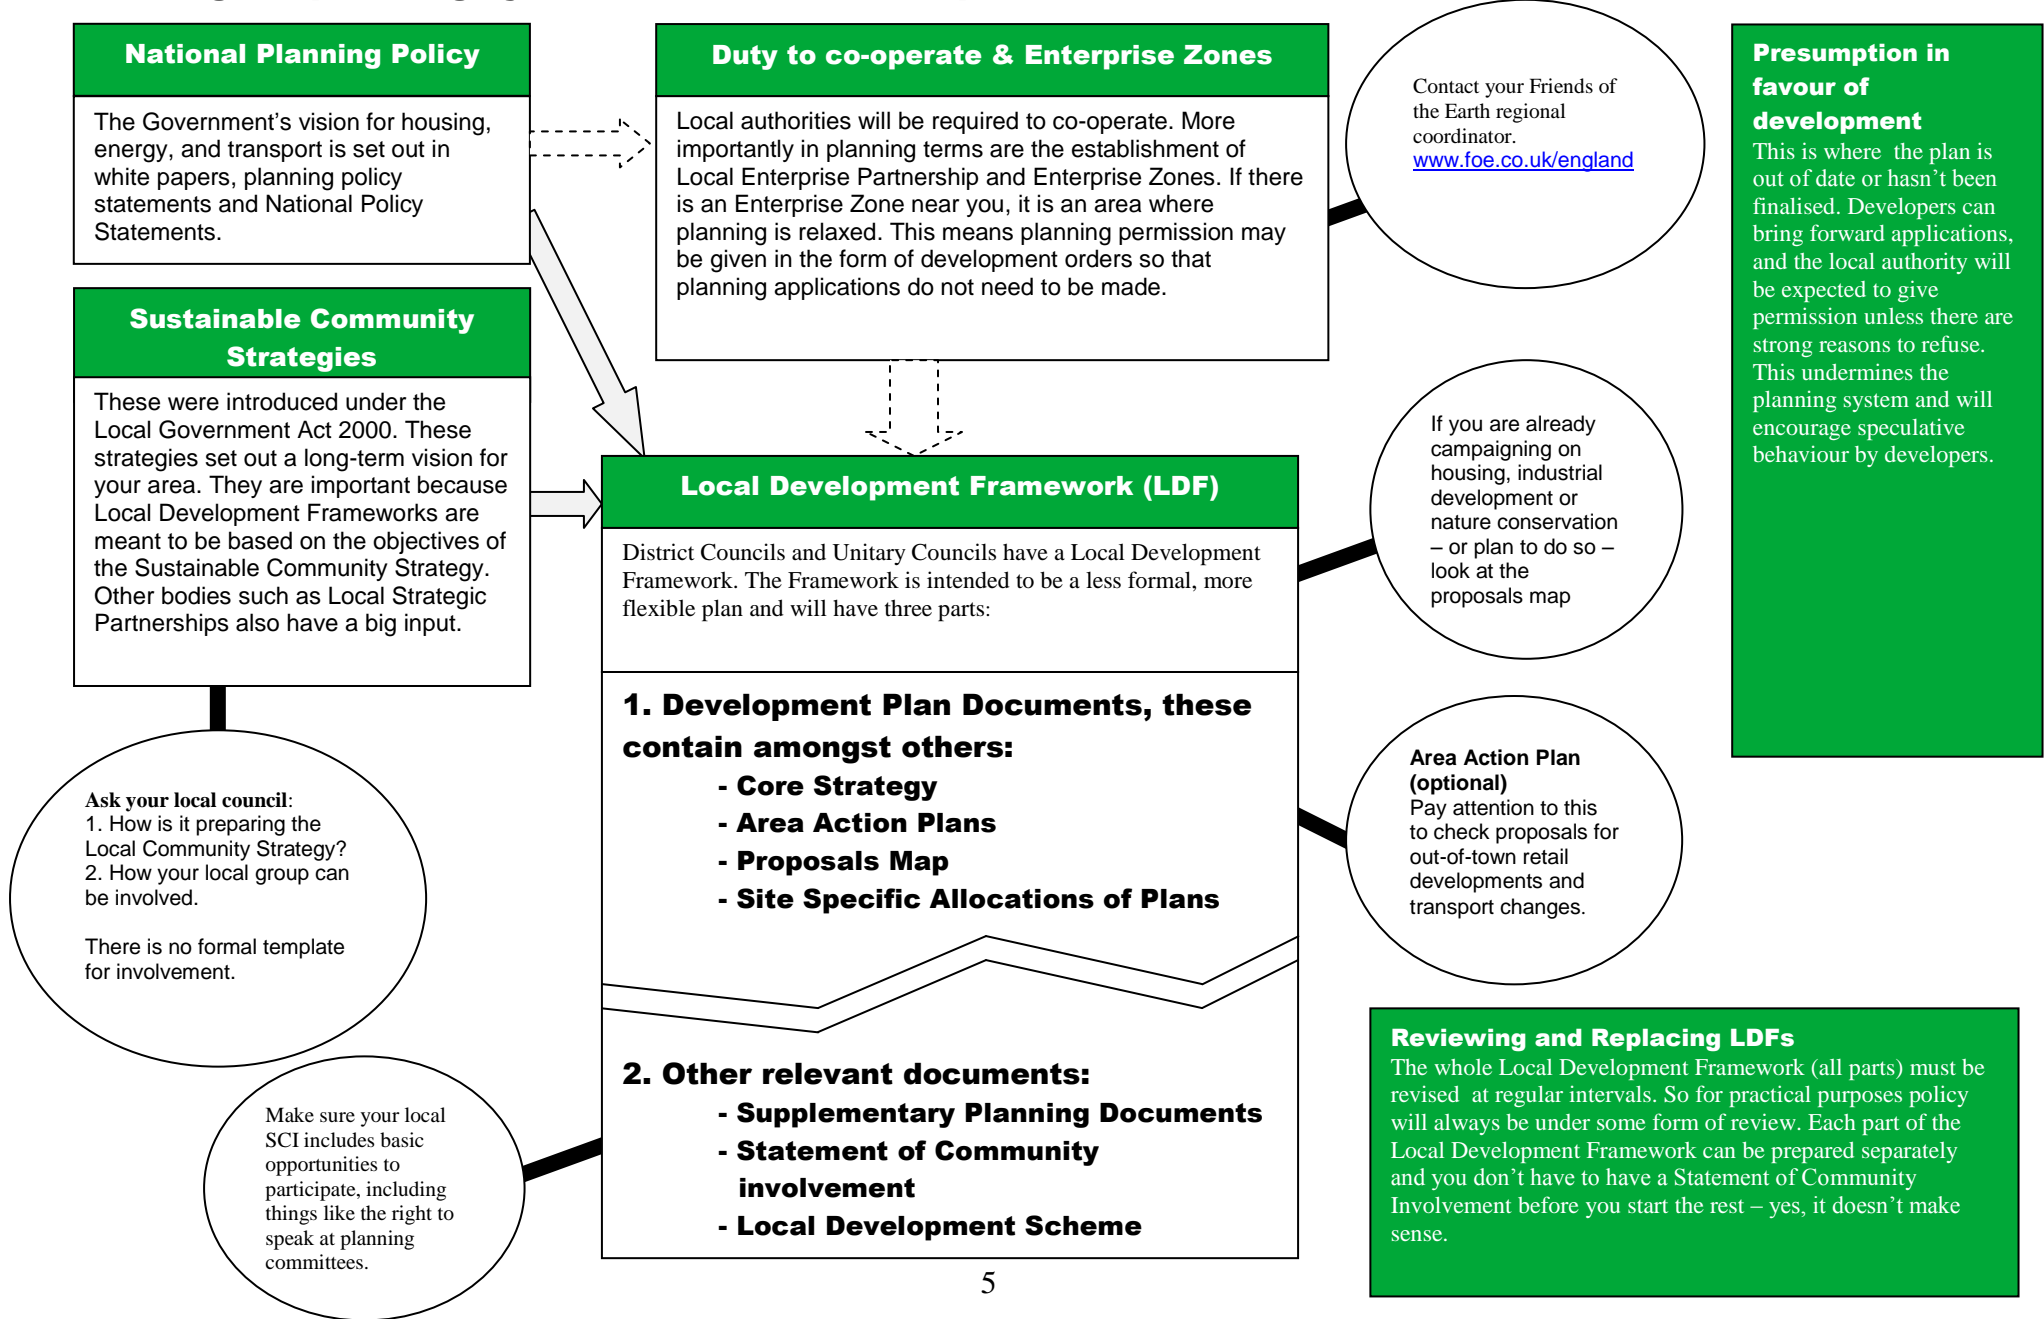 National Planning Policy
The Government's vision for housing,
energy, and transport is set out in
white papers, planning policy
statements and National Policy
Statements.
Duty to co-operate & Enterprise Zones
Local authorities will be required to co-operate. More
importantly in planning terms are the establishment of
Local Enterprise Partnership and Enterprise Zones. If there
is an Enterprise Zone near you, it is an area where
planning is relaxed. This means planning permission may
be given in the form of development orders so that
planning applications do not need to be made.
Contact your Friends of
the Earth regional
coordinator.
www.foe.co.uk/england
Presumption in
favour of
development
This is where  the plan is
out of date or hasn't been
finalised. Developers can
bring forward applications,
and the local authority will
be expected to give
permission unless there are
strong reasons to refuse.
This undermines the
planning system and will
encourage speculative
behaviour by developers.
Sustainable Community
Strategies
These were introduced under the
Local Government Act 2000. These
strategies set out a long-term vision for
your area. They are important because
Local Development Frameworks are
meant to be based on the objectives of
the Sustainable Community Strategy.
Other bodies such as Local Strategic
Partnerships also have a big input.
If you are already
campaigning on
housing, industrial
development or
nature conservation
– or plan to do so –
look at the
proposals map
Local Development Framework (LDF)
District Councils and Unitary Councils have a Local Development
Framework. The Framework is intended to be a less formal, more
flexible plan and will have three parts:
1. Development Plan Documents, these
contain amongst others:
- Core Strategy
- Area Action Plans
- Proposals Map
- Site Specific Allocations of Plans
Area Action Plan
(optional)
Pay attention to this
to check proposals for
out-of-town retail
developments and
transport changes.
Ask your local council:
1. How is it preparing the
Local Community Strategy?
2. How your local group can
be involved.
There is no formal template
for involvement.
2. Other relevant documents:
- Supplementary Planning Documents
- Statement of Community
involvement
- Local Development Scheme
Make sure your local
SCI includes basic
opportunities to
participate, including
things like the right to
speak at planning
committees.
Reviewing and Replacing LDFs
The whole Local Development Framework (all parts) must be
revised  at regular intervals. So for practical purposes policy
will always be under some form of review. Each part of the
Local Development Framework can be prepared separately
and you don't have to have a Statement of Community
Involvement before you start the rest – yes, it doesn't make
sense.
5